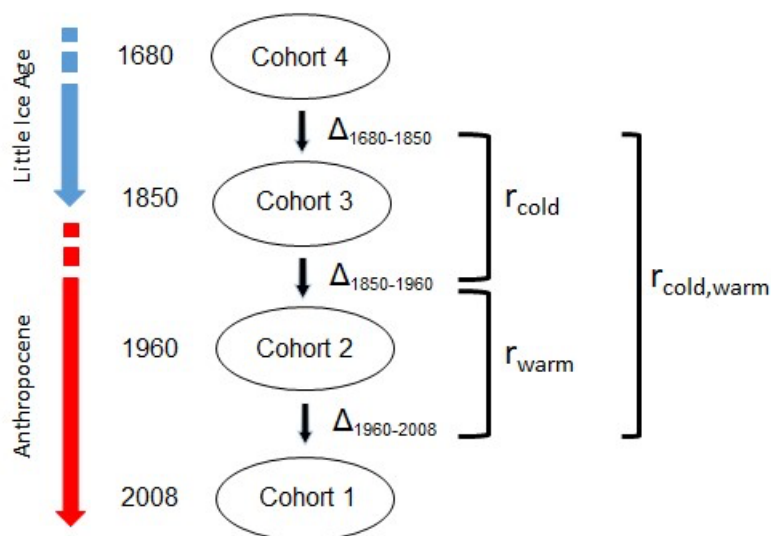 Little Ice Age
Anthropocene
1680
Cohort 4
Δ1680-1850
1850
Cohort 3
rcold
Δ1850-1960
rcold,warm
1960
Cohort 2
rwarm
Δ1960-2008
2008
Cohort 1